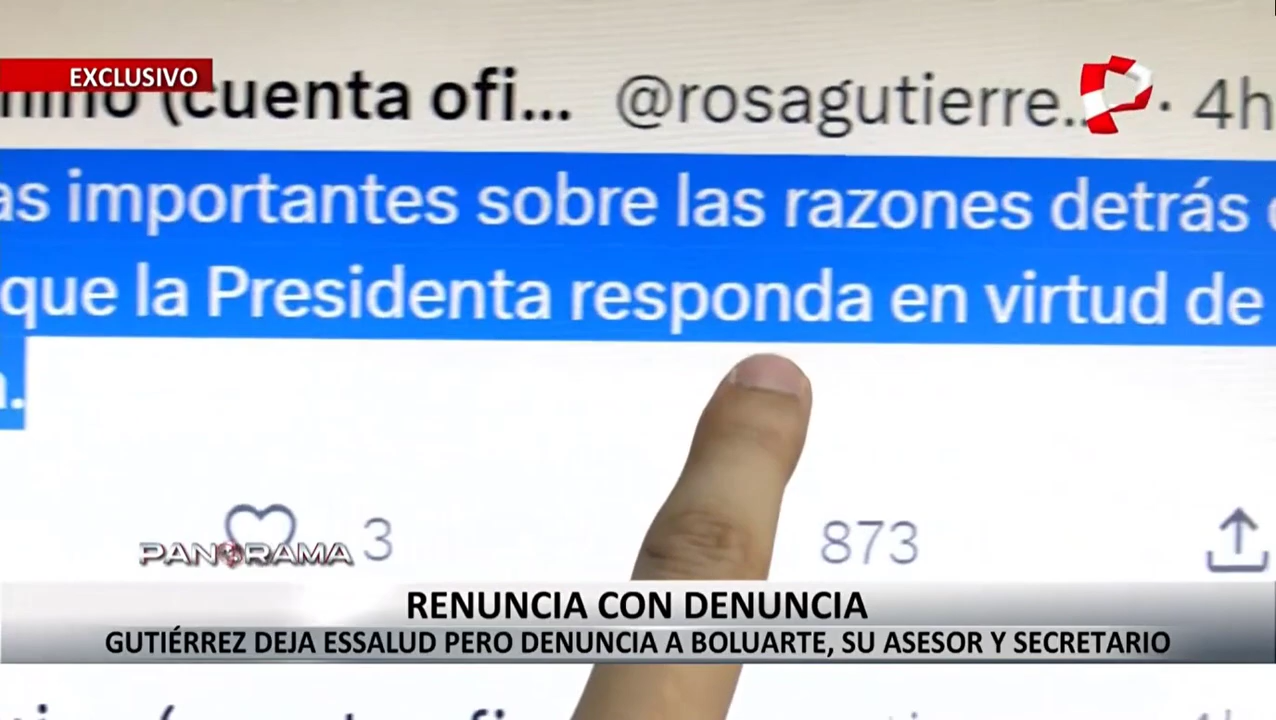 EXCLUSIVO
(cuenta ofi... @rosagutierre... · 4h
as importantes sobre las razones detrás
que la Presidenta responda en virtud de
3 873
PANORAMA
RENUNCIA CON DENUNCIA
GUTIÉRREZ DEJA ESSALUD PERO DENUNCIA A BOLUARTE, SU ASESOR Y SECRETARIO